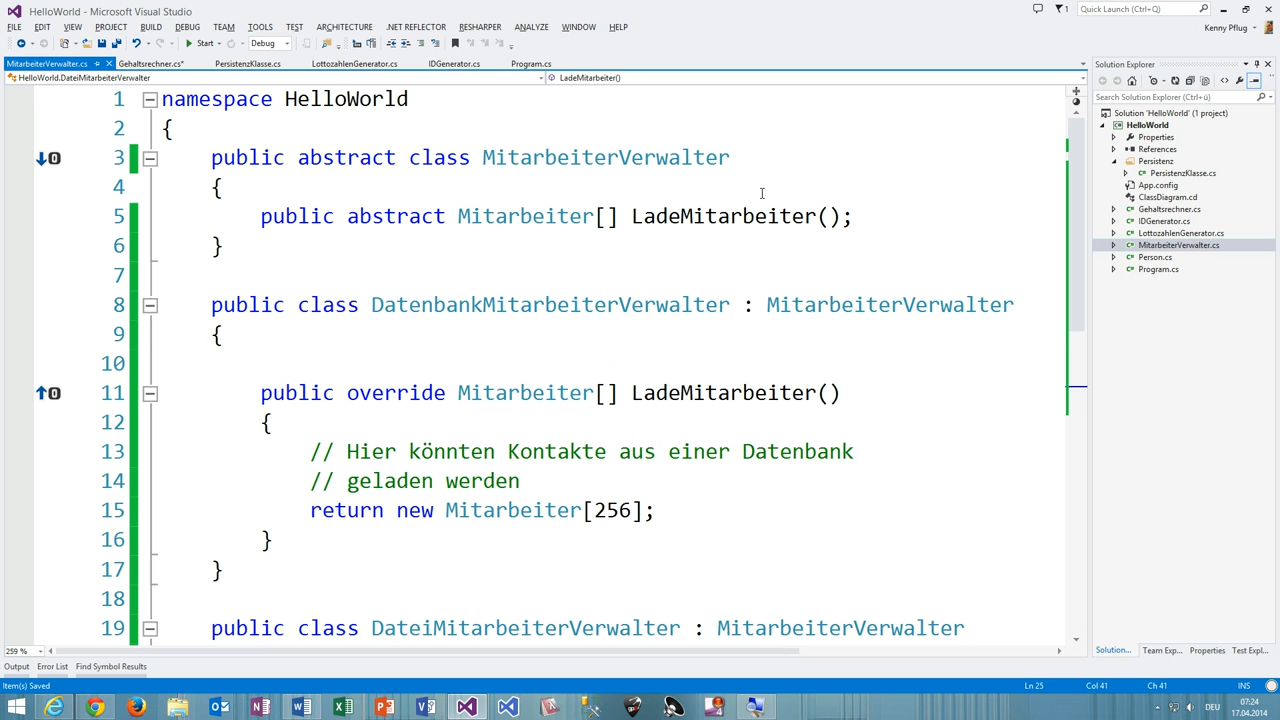 HelloWorld - Microsoft Visual Studio
Quick Launch (Ctrl+Q)
1
FILE EDIT VIEW PROJECT BUILD DEBUG TEAM TOOLS TEST ARCHITECTURE .NET REFLECTOR RESHARPER ANALYZE WINDOW HELP
Kenny Pflug
Start Debug
MitarbeiterVerwalter.cs Gehaltsrechner.cs* PersistenzKlasse.cs LottozahlenGenerator.cs IDGenerator.cs Program.cs
HelloWorld.DateiMitarbeiterVerwalter
LadeMitarbeiter()
1 namespace HelloWorld
2 {
3 public abstract class MitarbeiterVerwalter
4 {
5 public abstract Mitarbeiter[] LadeMitarbeiter();
6 }
7
8 public class DatenbankMitarbeiterVerwalter : MitarbeiterVerwalter
9 {
10
11 public override Mitarbeiter[] LadeMitarbeiter()
12 {
13 // Hier könnten Kontakte aus einer Datenbank
14 // geladen werden
15 return new Mitarbeiter[256];
16 }
17 }
18
19 public class DateiMitarbeiterVerwalter : MitarbeiterVerwalter
259 %
Solution Explorer
Search Solution Explorer (Ctrl+ü)
Solution 'HelloWorld' (1 project)
HelloWorld
Properties
References
Persistenz
PersistenzKlasse.cs
App.config
ClassDiagram.cd
Gehaltsrechner.cs
IDGenerator.cs
LottozahlenGenerator.cs
MitarbeiterVerwalter.cs
Person.cs
Program.cs
Solution... Team Exp... Properties Test Expl...
Output Error List Find Symbol Results
Item(s) Saved Ln 25 Col 41 Ch 41 INS
DEU
07:24
17.04.2014